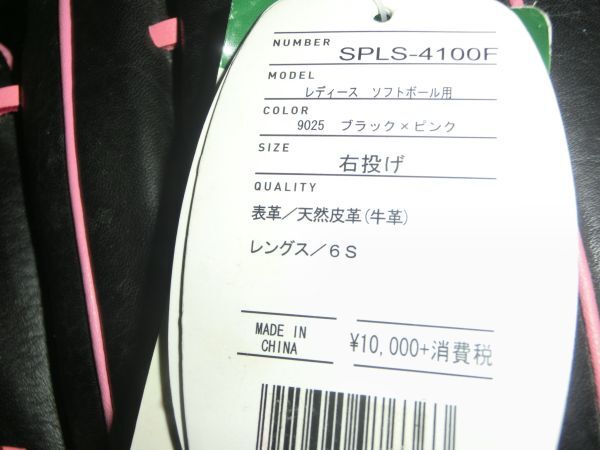 NUMBER SPLS-4100F
MODEL
レディース ソフトボール用
COLOR
9025 ブラック×ピンク
SIZE
右投げ
QUALITY
表革／天然皮革(牛革)
レングス／6S
MADE IN
CHINA
¥10,000+消費税